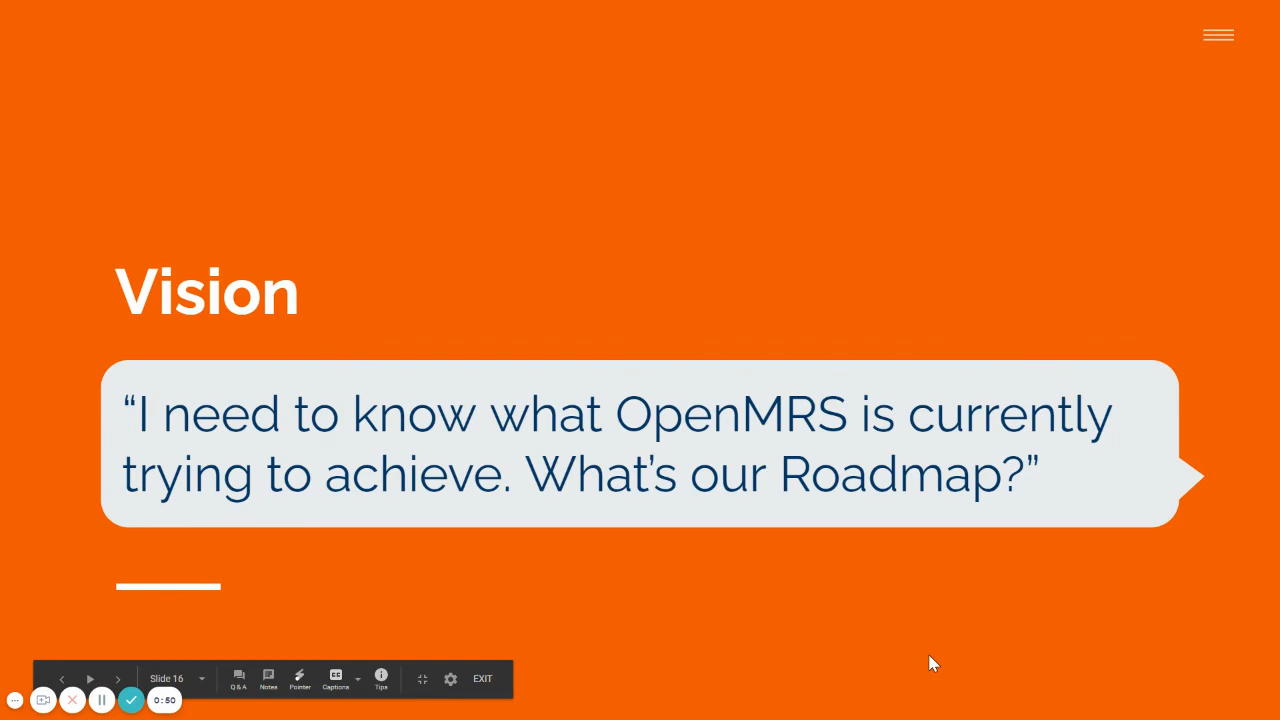 Vision
“I need to know what OpenMRS is currently
trying to achieve. What’s our Roadmap?”
Slide 16
Q & A
Notes
Pointer
Captions
Tips
EXIT
0:50